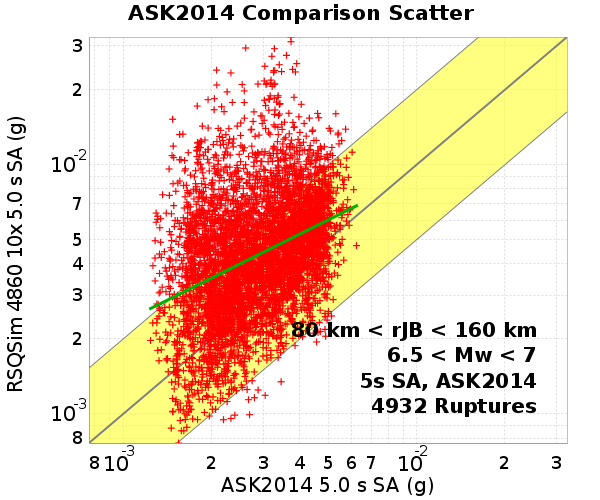 ASK2014 Comparison Scatter
RSQSim 4860 10x 5.0 s SA (g)
3
2
10-2
7
5
4
3
2
10-3
8
80 km < rJB < 160 km
6.5 < Mw < 7
5s SA, ASK2014
4932 Ruptures
8 10-3 2 3 4 5 6 7 10-2 2 3
ASK2014 5.0 s SA (g)